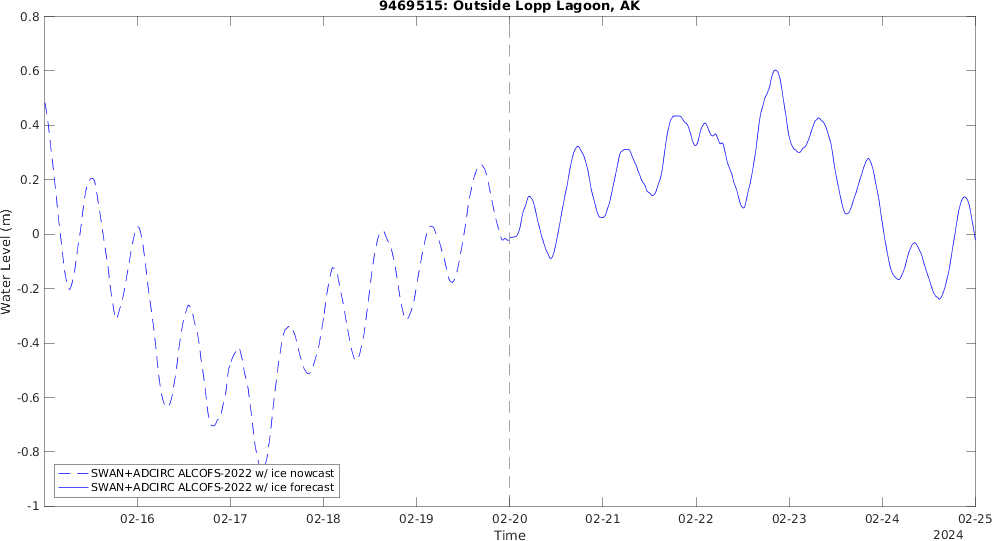 9469515: Outside Lopp Lagoon, AK
Water Level (m)
0.8
0.6
0.4
0.2
0
-0.2
-0.4
-0.6
-0.8
-1
SWAN+ADCIRC ALCOFS-2022 w/ ice nowcast
SWAN+ADCIRC ALCOFS-2022 w/ ice forecast
02-16 02-17 02-18 02-19 02-20 02-21 02-22 02-23 02-24 02-25
Time
2024